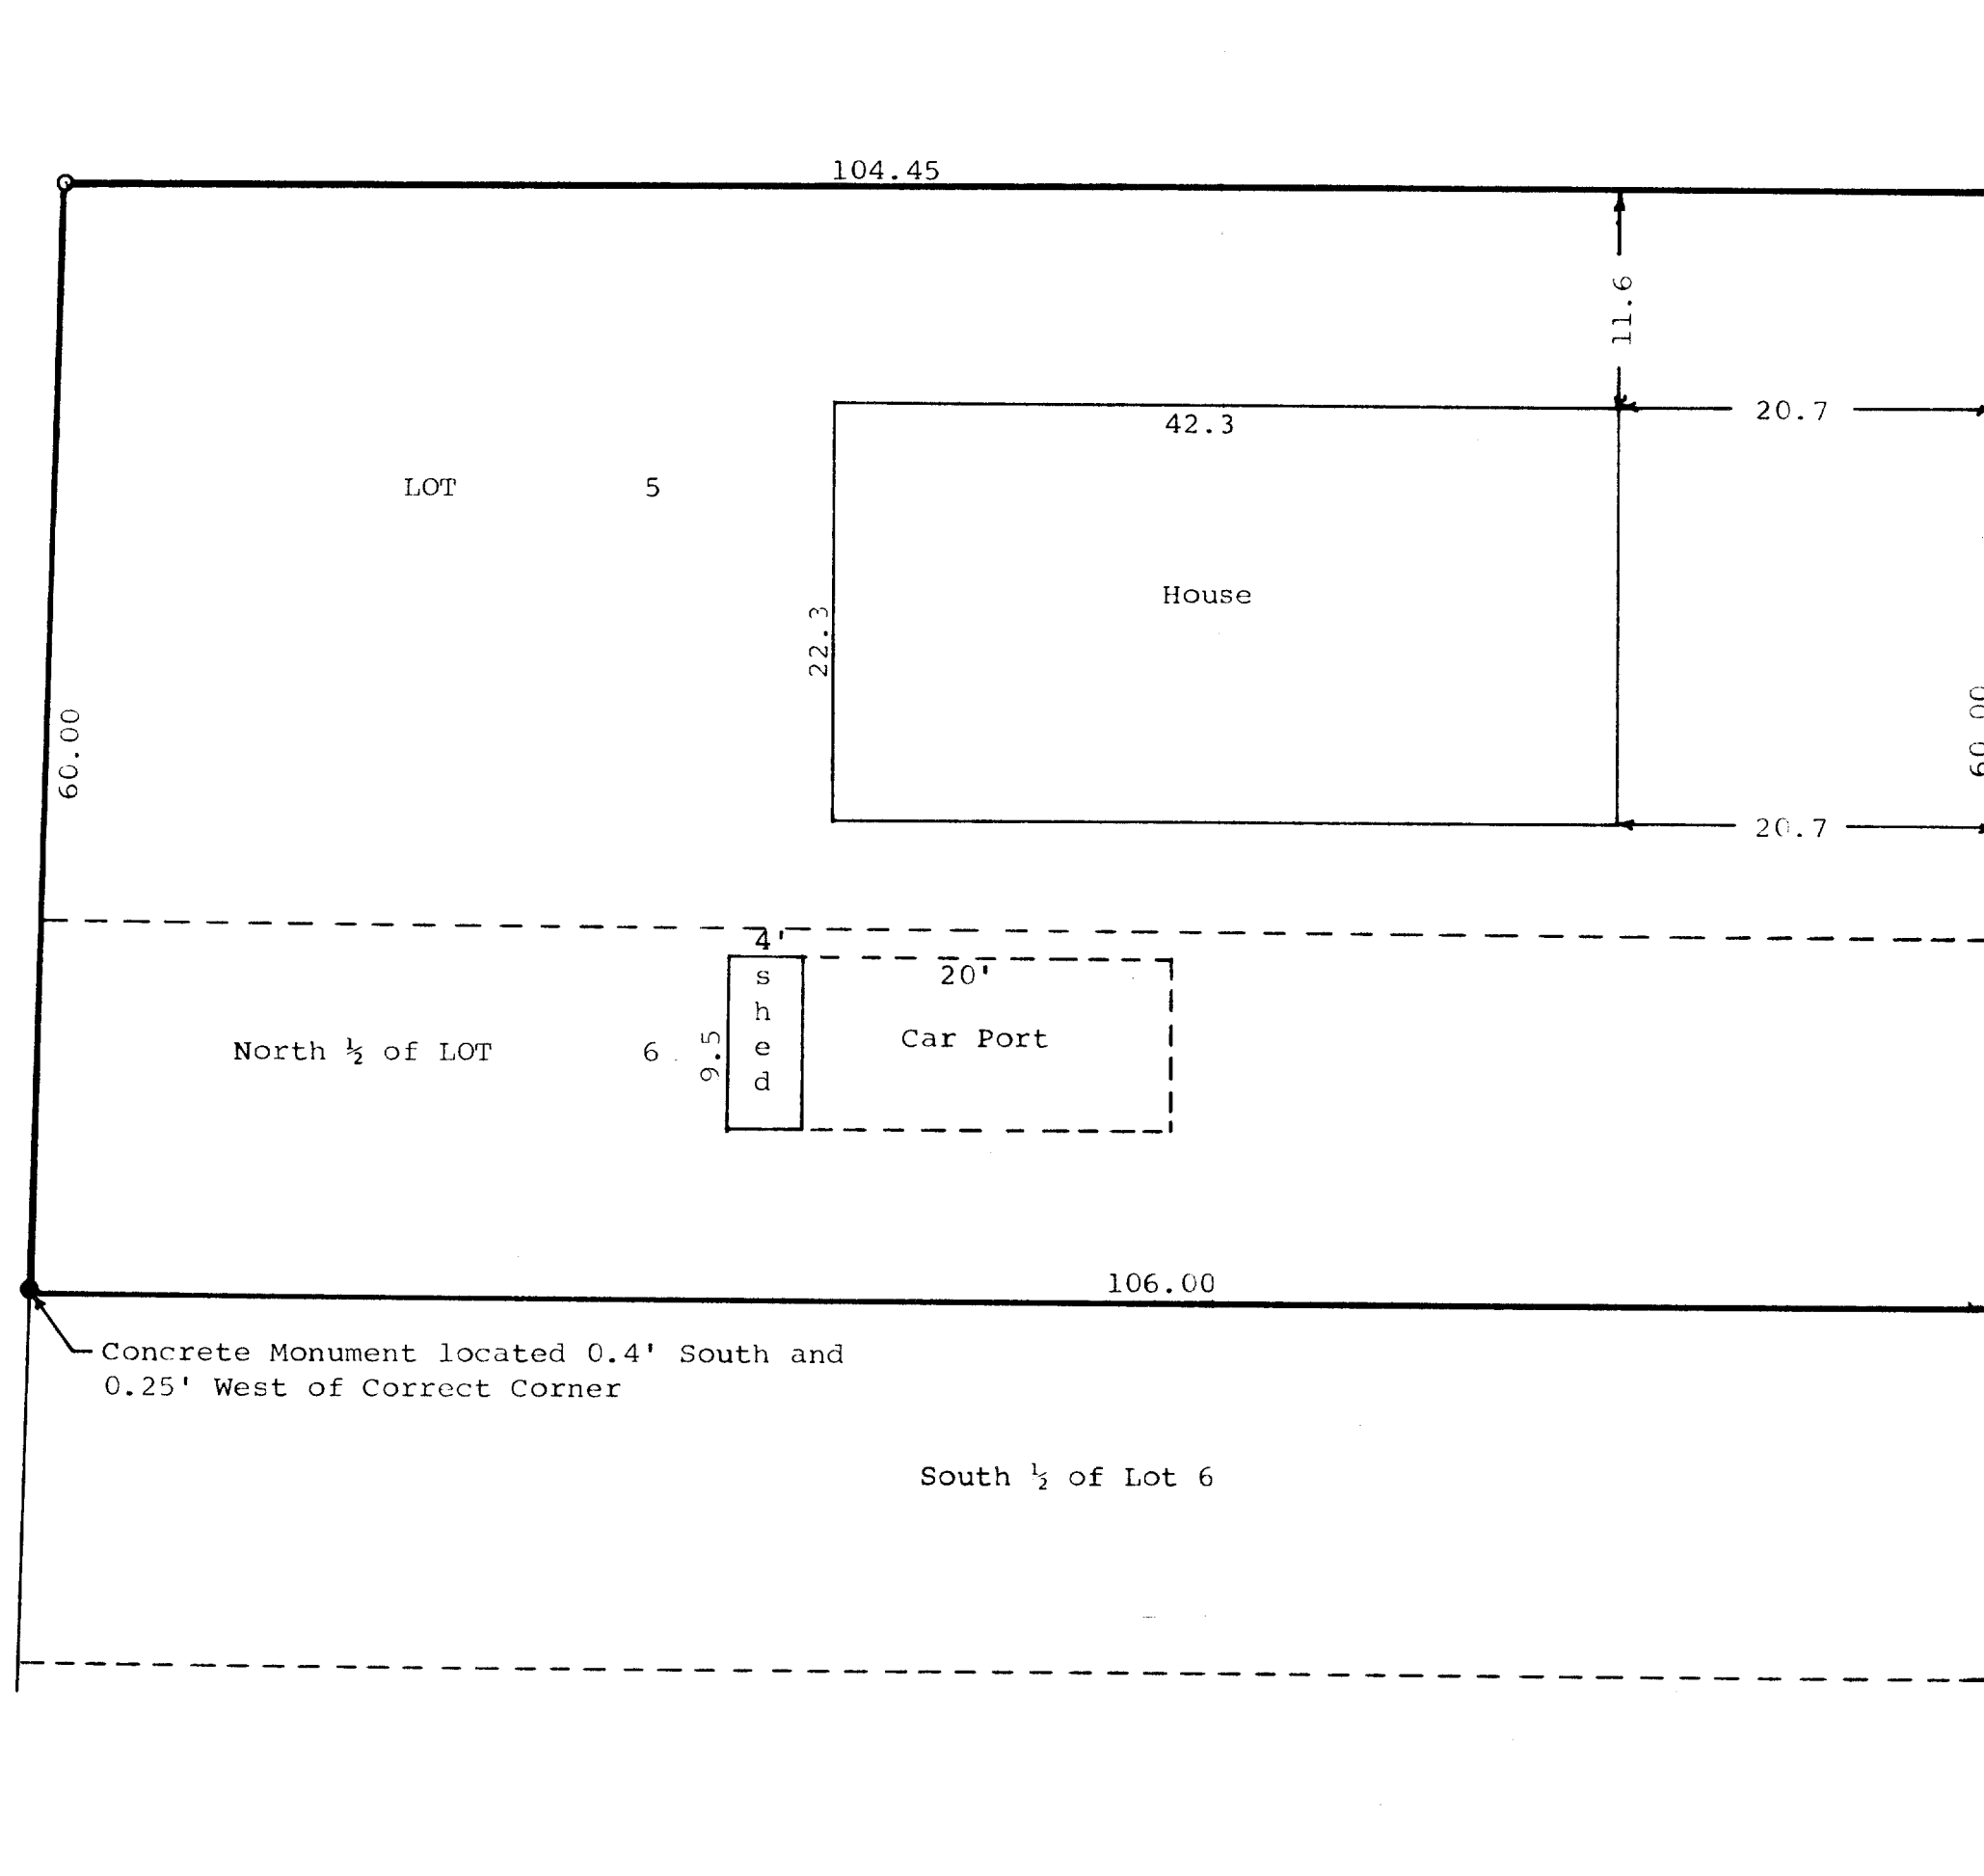 104.45
11.6
42.3
20.7
LOT 5
House
22.3
60.00
60.00
20.7
4'
20'
shed
Car Port
North ½ of LOT 6
9.5
106.00
Concrete Monument located 0.4' South and
0.25' West of Correct Corner
South ½ of Lot 6